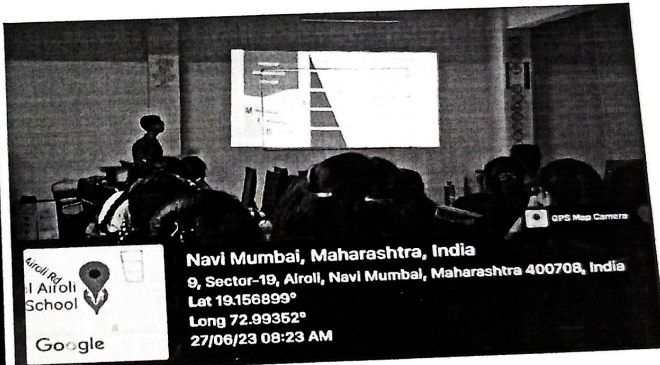 M
S
GPS Map Camera
Navi Mumbai, Maharashtra, India
9, Sector-19, Airoli, Navi Mumbai, Maharashtra 400708, India
Lat 19.156899°
Long 72.99352°
27/06/23 08:23 AM
Airoli Rd
l Airoli
School
Google